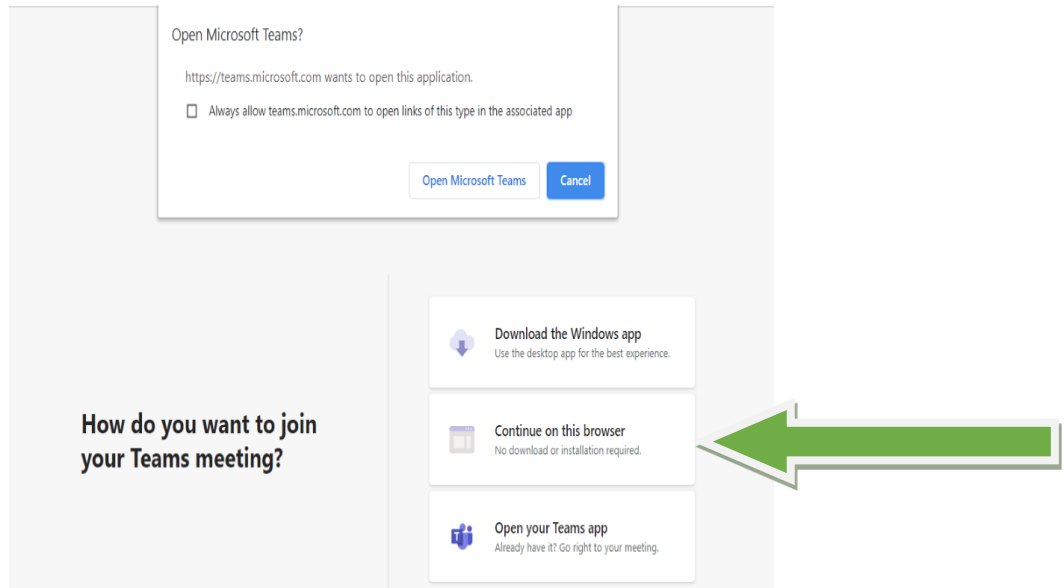 Open Microsoft Teams?
https://teams.microsoft.com wants to open this application.
Always allow teams.microsoft.com to open links of this type in the associated app
Open Microsoft Teams
Cancel
How do you want to join
your Teams meeting?
Download the Windows app
Use the desktop app for the best experience.
Continue on this browser
No download or installation required.
Open your Teams app
Already have it? Go right to your meeting.